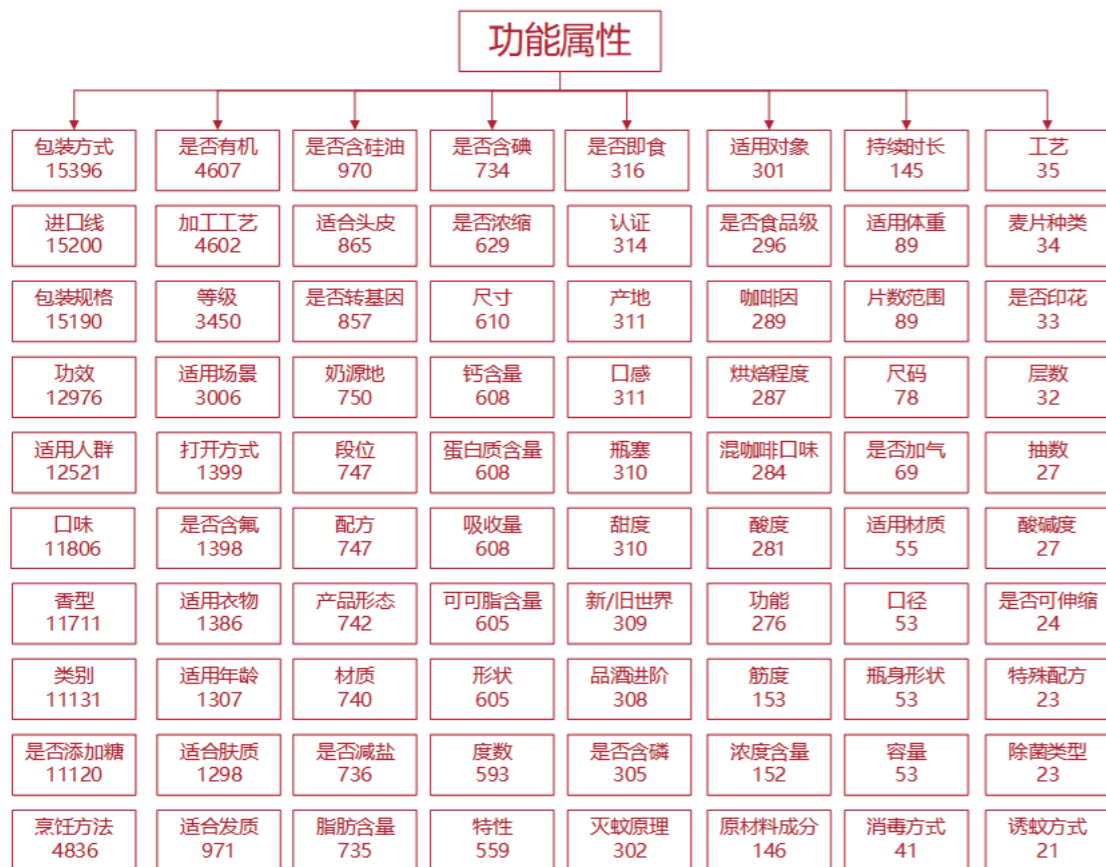 功能属性
包装方式
15396
是否有机
4607
是否含硅油
970
是否含碘
734
是否即食
316
适用对象
301
持续时长
145
工艺
35
进口线
15200
加工工艺
4602
适合头皮
865
是否浓缩
629
认证
314
是否食品级
296
适用体重
89
麦片种类
34
包装规格
15190
等级
3450
是否转基因
857
尺寸
610
产地
311
咖啡因
289
片数范围
89
是否印花
33
功效
12976
适用场景
3006
奶源地
750
钙含量
608
口感
311
烘焙程度
287
尺码
78
层数
32
适用人群
12521
打开方式
1399
段位
747
蛋白质含量
608
瓶塞
310
混咖啡口味
284
是否加气
69
抽数
27
口味
11806
是否含氟
1398
配方
747
吸收量
608
甜度
310
酸度
281
适用材质
55
酸碱度
27
香型
11711
适用衣物
1386
产品形态
742
可可脂含量
605
新/旧世界
309
功能
276
口径
53
是否可伸缩
24
类别
11131
适用年龄
1307
材质
740
形状
605
品酒进阶
308
筋度
153
瓶身形状
53
特殊配方
23
是否添加糖
11120
适合肤质
1298
是否减盐
736
度数
593
是否含磷
305
浓度含量
152
容量
53
除菌类型
23
烹饪方法
4836
适合发质
971
脂肪含量
735
特性
559
灭蚊原理
302
原材料成分
146
消毒方式
41
诱蚊方式
21